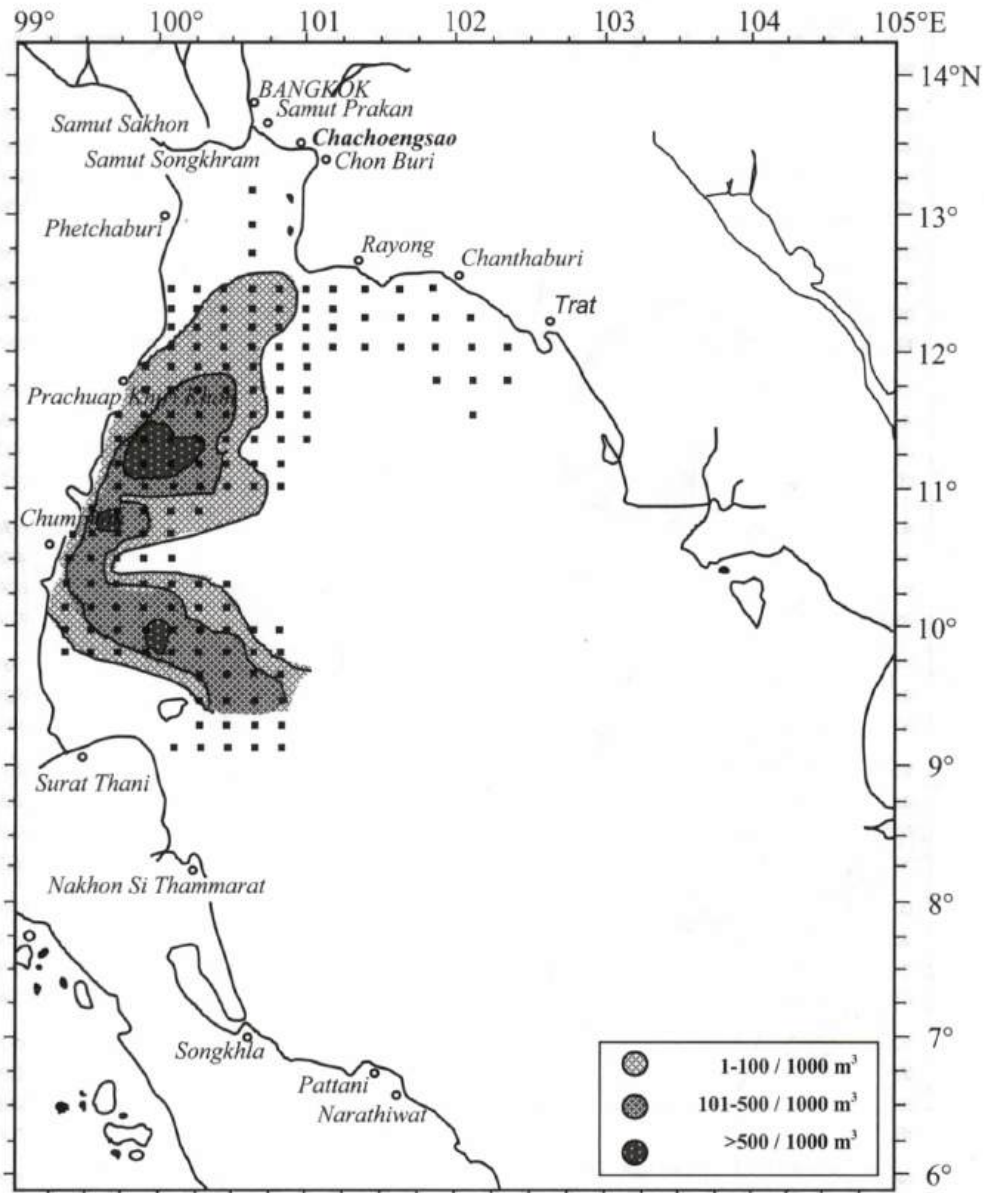 99° 100° 101 102 103 104 105°E
14°N
BANGKOK
Samut Prakan
Samut Sakhon
Chachoengsao
Samut Songkhram
Chon Buri
13°
Phetchaburi
Rayong
Chanthaburi
Trat
12°
Prachuap
11°
10°
9°
Surat Thani
Nakhon Si Thammarat
8°
7°
Songkhla
Pattani
Narathiwat
6°
1-100 / 1000 m³
101-500 / 1000 m³
>500 / 1000 m³